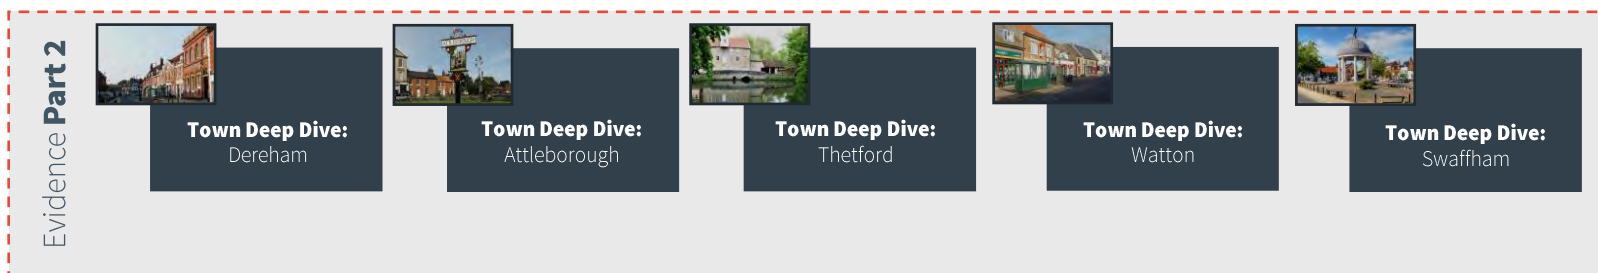 Evidence Part 2
Town Deep Dive:
Dereham
Town Deep Dive:
Attleborough
Town Deep Dive:
Thetford
Town Deep Dive:
Watton
Town Deep Dive:
Swaffham